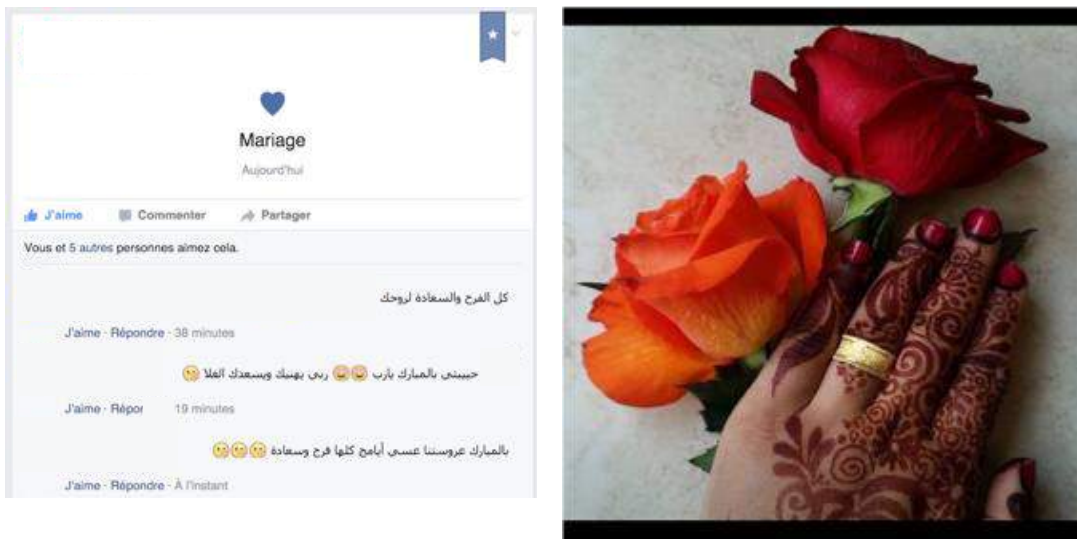 Mariage
Aujourd'hui
J'aime Commenter Partager
Vous et 5 autres personnes aimez cela.
كل الفرح والسعادة لروحك
J'aime · Répondre · 38 minutes
حبيبتي بالمبارك يارب 😄😄 ربي يهنيك ويسعدك الغلا 😘
J'aime · Répon 19 minutes
بالمبارك عروستنا عسى أيامج كلها فرح وسعادة 😘😘😘
J'aime · Répondre · À l'instant